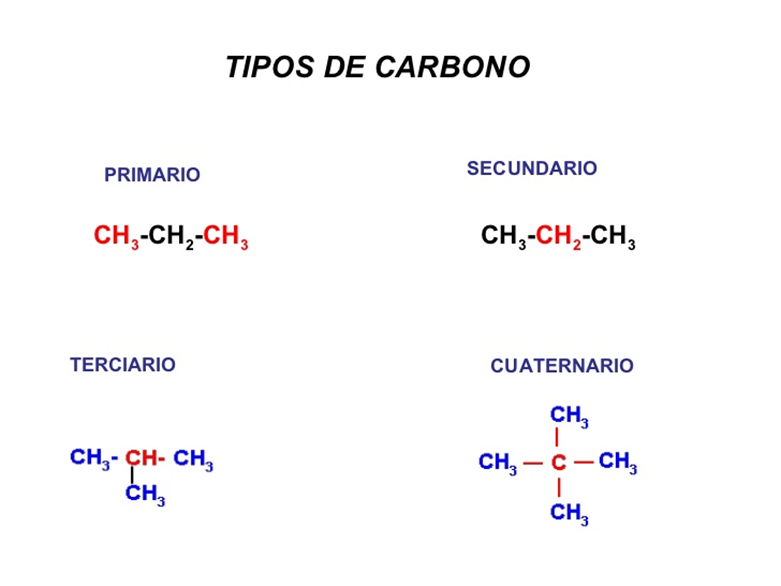 TIPOS DE CARBONO
PRIMARIO
SECUNDARIO
CH₃-CH₂-CH₃
CH₃-CH₂-CH₃
TERCIARIO
CUATERNARIO
CH₃- CH- CH₃
CH₃
CH₃
CH₃ — C — CH₃
CH₃